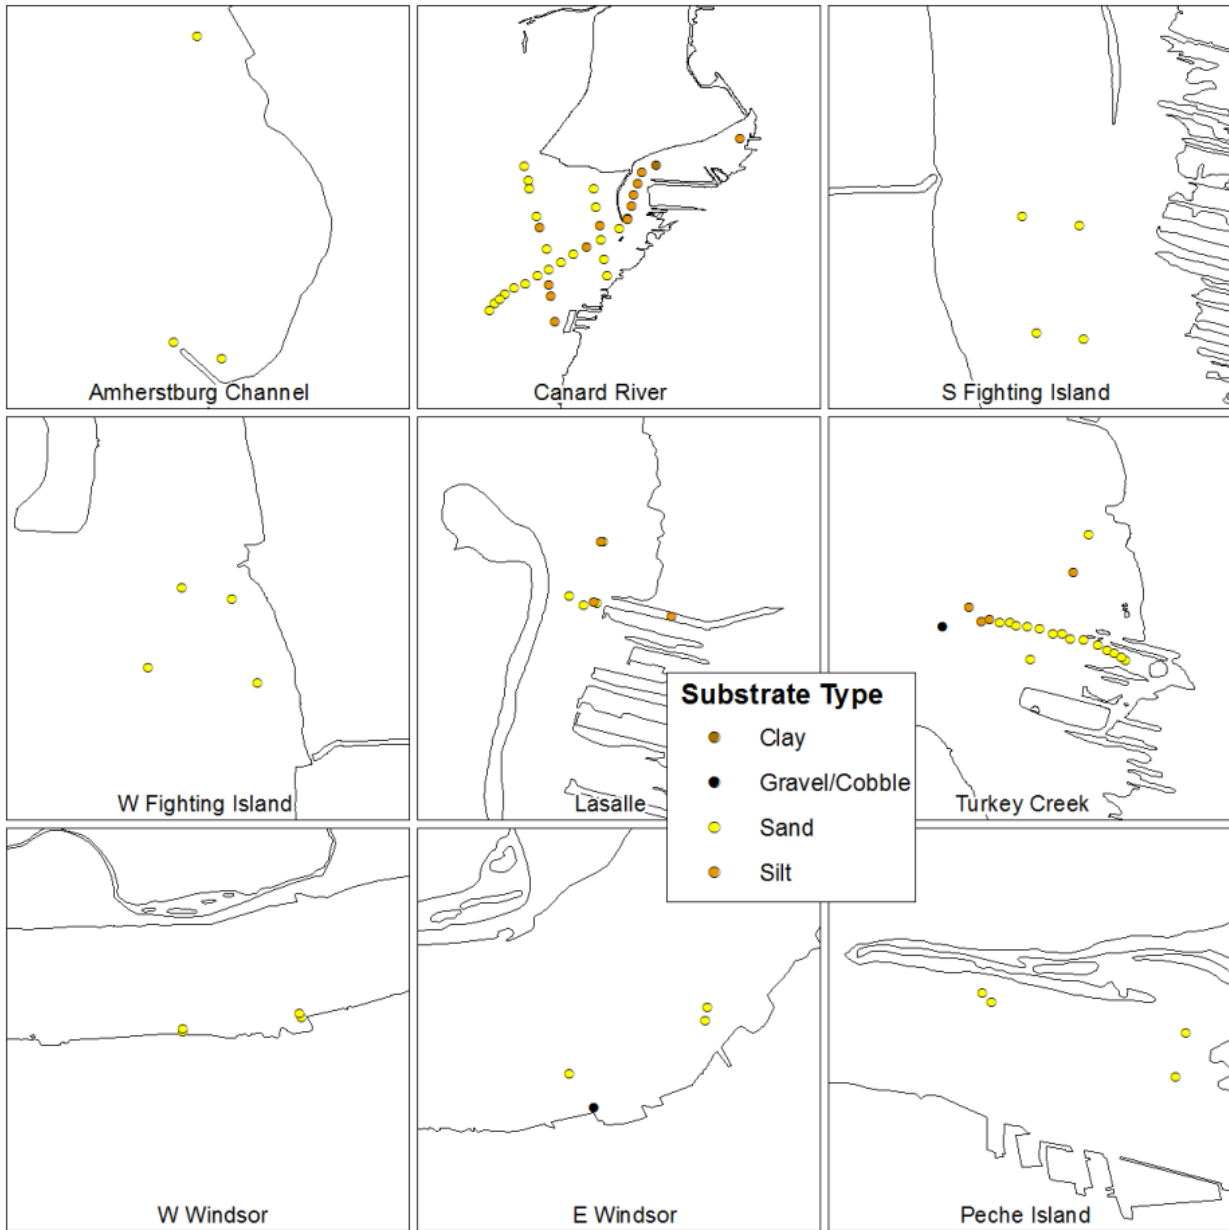 Amherstburg Channel
Canard River
S Fighting Island
W Fighting Island
Lasalle
Turkey Creek
Substrate Type
Clay
Gravel/Cobble
Sand
Silt
W Windsor
E Windsor
Peche Island